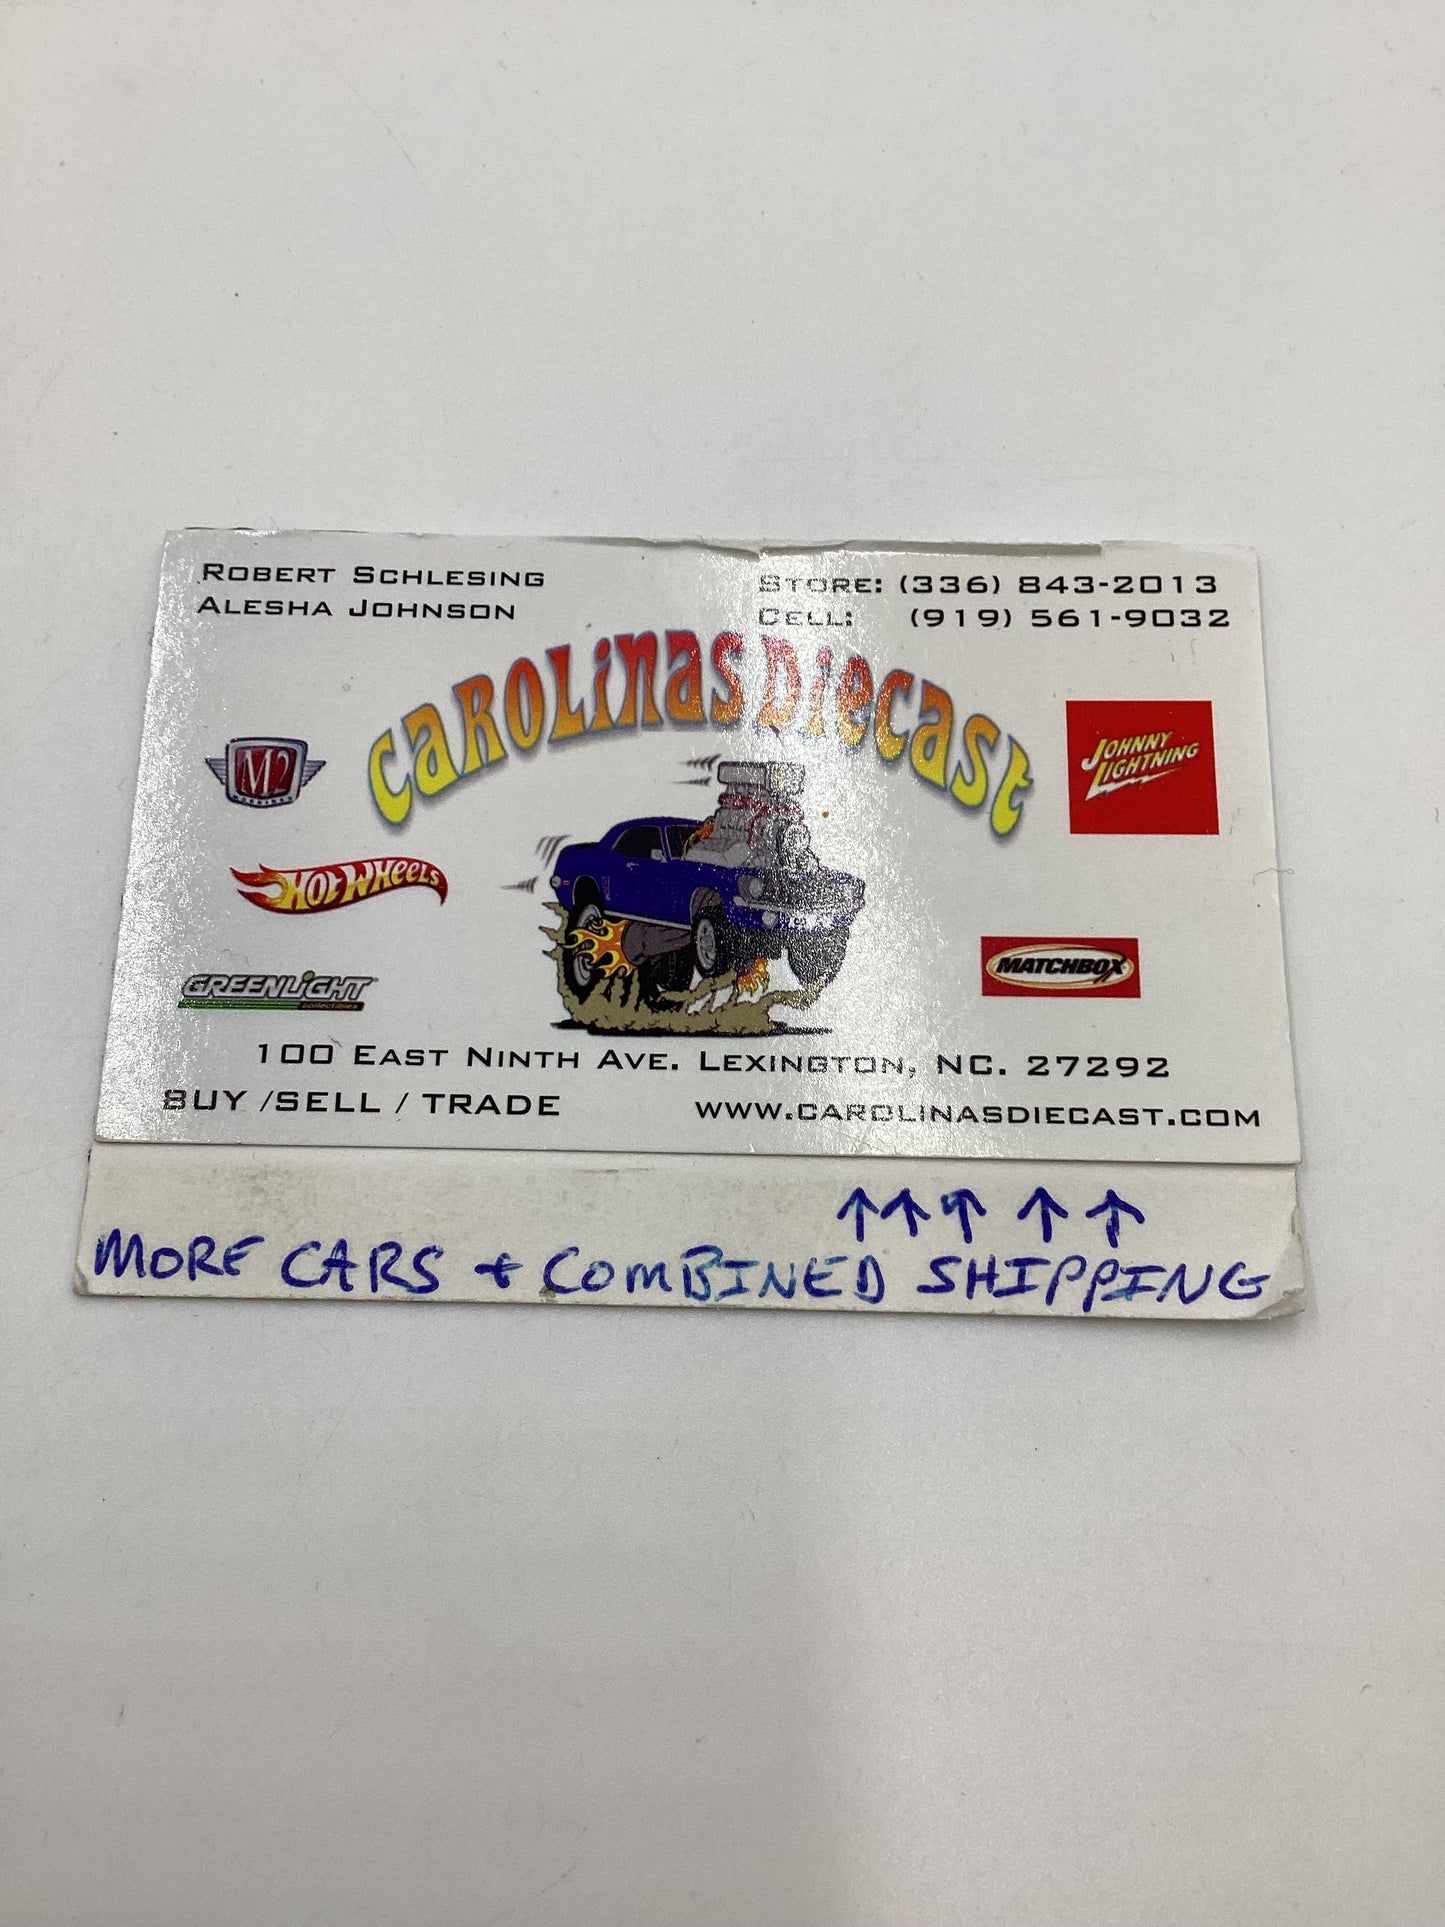 ROBERT SCHLESING
ALESHA JOHNSON
STORE: (336) 843-2013
CELL: (919) 561-9032
CAROLINAS DIECAST
M2
MACHINES
JOHNNY
LIGHTNING
HOT WHEELS
MATCHBOX
GREENLIGHT
collectibles
100 EAST NINTH AVE. LEXINGTON, NC. 27292
BUY /SELL / TRADE
WWW.CAROLINASDIECAST.COM
↑↑↑↑↑
MORE CARS + COMBINED SHIPPING